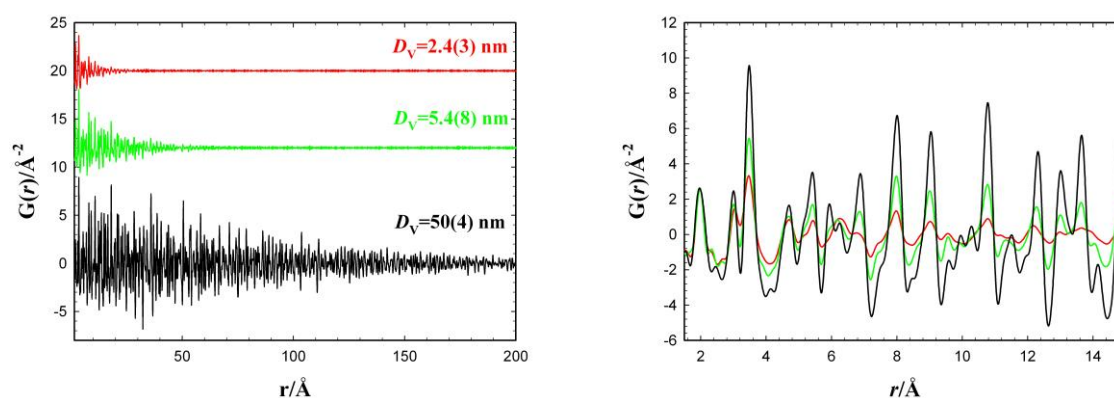 25
20
15
10
5
0
-5
G(r)/Å-2
D_V=2.4(3) nm
D_V=5.4(8) nm
D_V=50(4) nm
50 100 150 200
r/Å
12
10
8
6
4
2
0
-2
-4
-6
G(r)/Å-2
2 4 6 8 10 12 14
r/Å